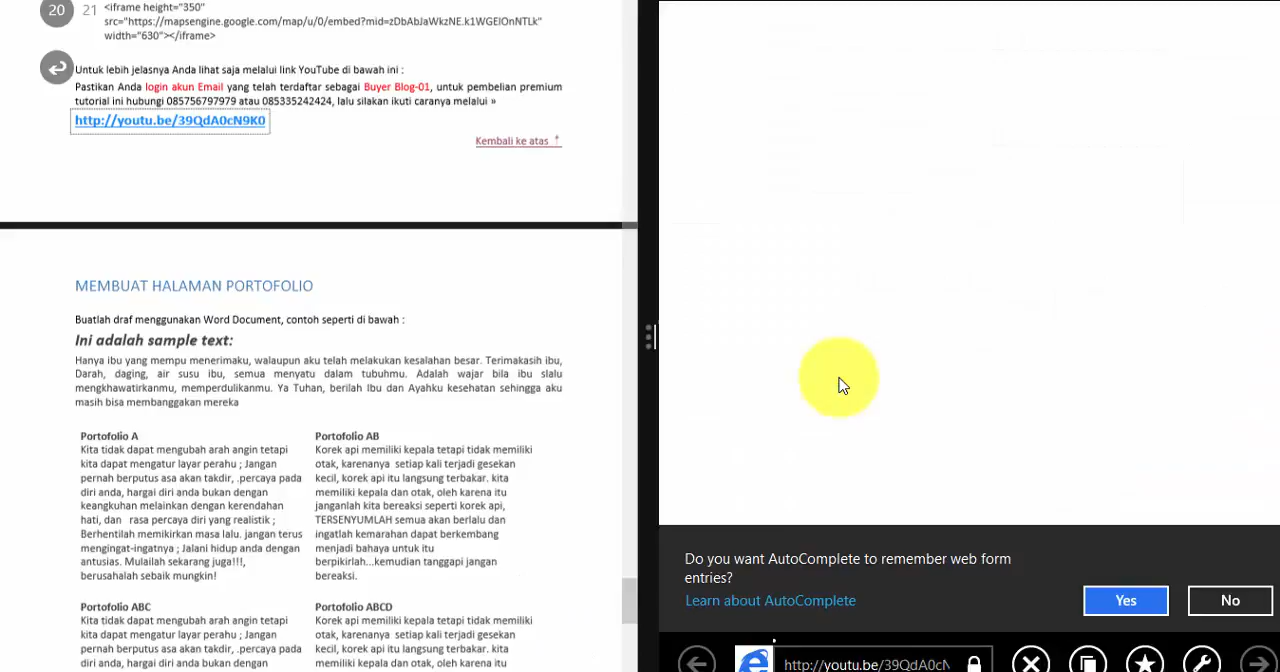 20 21 <iframe height="350"
src="https://mapsengine.google.com/map/u/0/embed?mid=zDbAbJaWkzNE.k1WGEIOnNTLk"
width="630"></iframe>
Untuk lebih jelasnya Anda lihat saja melalui link YouTube di bawah ini :
Pastikan Anda login akun Email yang telah terdaftar sebagai Buyer Blog-01, untuk pembelian premium
tutorial ini hubungi 085756797979 atau 085335242424, lalu silakan ikuti caranya melalui »
http://youtu.be/39QdA0cN9K0
Kembali ke atas ↑
MEMBUAT HALAMAN PORTOFOLIO
Buatlah draf menggunakan Word Document, contoh seperti di bawah :
Ini adalah sample text:
Hanya ibu yang mempu menerimaku, walaupun aku telah melakukan kesalahan besar. Terimakasih ibu,
Darah, daging, air susu ibu, semua menyatu dalam tubuhmu. Adalah wajar bila ibu slalu
mengkhawatirkanmu, memperdulikanmu. Ya Tuhan, berilah Ibu dan Ayahku kesehatan sehingga aku
masih bisa membanggakan mereka
Portofolio A
Kita tidak dapat mengubah arah angin tetapi
kita dapat mengatur layar perahu ; Jangan
pernah berputus asa akan takdir, .percaya pada
diri anda, hargai diri anda bukan dengan
keangkuhan melainkan dengan kerendahan
hati, dan rasa percaya diri yang realistik ;
Berhentilah memikirkan masa lalu. jangan terus
mengingat-ingatnya ; Jalani hidup anda dengan
antusias. Mulailah sekarang juga!!!,
berusahalah sebaik mungkin!
Portofolio AB
Korek api memiliki kepala tetapi tidak memiliki
otak, karenanya setiap kali terjadi gesekan
kecil, korek api itu langsung terbakar. kita
memiliki kepala dan otak, oleh karena itu
janganlah kita bereaksi seperti korek api,
TERSENYUMLAH semua akan berlalu dan
ingatlah kemarahan dapat berkembang
menjadi bahaya untuk itu
berpikirlah...kemudian tanggapi jangan
bereaksi.
Portofolio ABC
Kita tidak dapat mengubah arah angin tetapi
kita dapat mengatur layar perahu ; Jangan
pernah berputus asa akan takdir, .percaya pada
Portofolio ABCD
Korek api memiliki kepala tetapi tidak memiliki
otak, karenanya setiap kali terjadi gesekan
kecil, korek api itu langsung terbakar. kita
Do you want AutoComplete to remember web form
entries?
Learn about AutoComplete
Yes
No
http://youtu.be/39QdA0cN